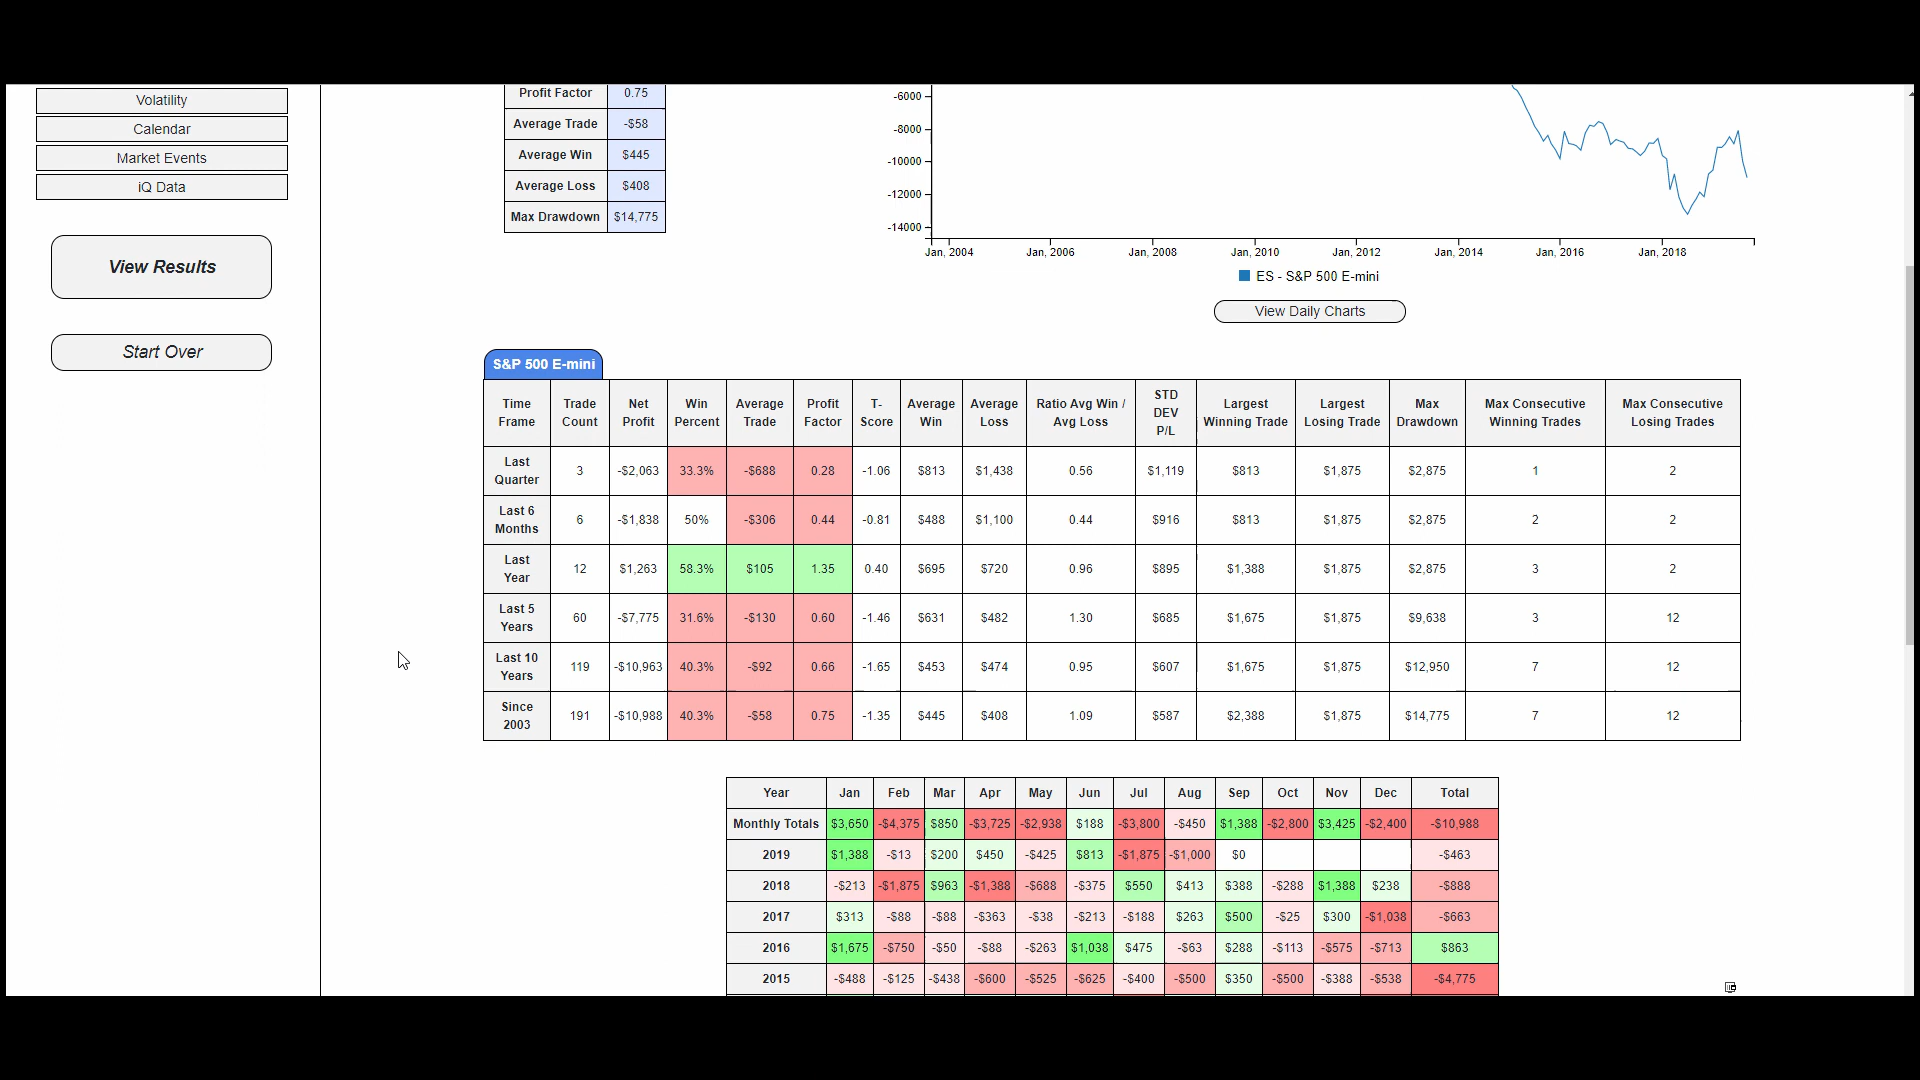 Volatility
Calendar
Market Events
iQ Data
View Results
Start Over
Profit Factor 0.75
Average Trade -$58
Average Win $445
Average Loss $408
Max Drawdown $14,775
-6000
-8000
-10000
-12000
-14000
Jan, 2004 Jan, 2006 Jan, 2008 Jan, 2010 Jan, 2012 Jan, 2014 Jan, 2016 Jan, 2018
ES - S&P 500 E-mini
View Daily Charts
S&P 500 E-mini
Time Frame Trade Count Net Profit Win Percent Average Trade Profit Factor T-Score Average Win Average Loss Ratio Avg Win / Avg Loss STD DEV P/L Largest Winning Trade Largest Losing Trade Max Drawdown Max Consecutive Winning Trades Max Consecutive Losing Trades
Last Quarter 3 -$2,063 33.3% -$688 0.28 -1.06 $813 $1,438 0.56 $1,119 $813 $1,875 $2,875 1 2
Last 6 Months 6 -$1,838 50% -$306 0.44 -0.81 $488 $1,100 0.44 $916 $813 $1,875 $2,875 2 2
Last Year 12 $1,263 58.3% $105 1.35 0.40 $695 $720 0.96 $895 $1,388 $1,875 $2,875 3 2
Last 5 Years 60 -$7,775 31.6% -$130 0.60 -1.46 $631 $482 1.30 $685 $1,675 $1,875 $9,638 3 12
Last 10 Years 119 -$10,963 40.3% -$92 0.66 -1.65 $453 $474 0.95 $607 $1,675 $1,875 $12,950 7 12
Since 2003 191 -$10,988 40.3% -$58 0.75 -1.35 $445 $408 1.09 $587 $2,388 $1,875 $14,775 7 12
Year Jan Feb Mar Apr May Jun Jul Aug Sep Oct Nov Dec Total
Monthly Totals $3,650 -$4,375 $850 -$3,725 -$2,938 $188 -$3,800 -$450 $1,388 -$2,800 $3,425 -$2,400 -$10,988
2019 $1,388 -$13 $200 $450 -$425 $813 -$1,875 -$1,000 $0 -$463
2018 -$213 -$1,875 $963 -$1,388 -$688 -$375 $550 $413 $388 -$288 $1,388 $238 -$888
2017 $313 -$88 -$88 -$363 -$38 -$213 -$188 $263 $500 -$25 $300 -$1,038 -$663
2016 $1,675 -$750 -$50 -$88 -$263 $1,038 $475 -$63 $288 -$113 -$575 -$713 $863
2015 -$488 -$125 -$438 -$600 -$525 -$625 -$400 -$500 $350 -$500 -$388 -$538 -$4,775